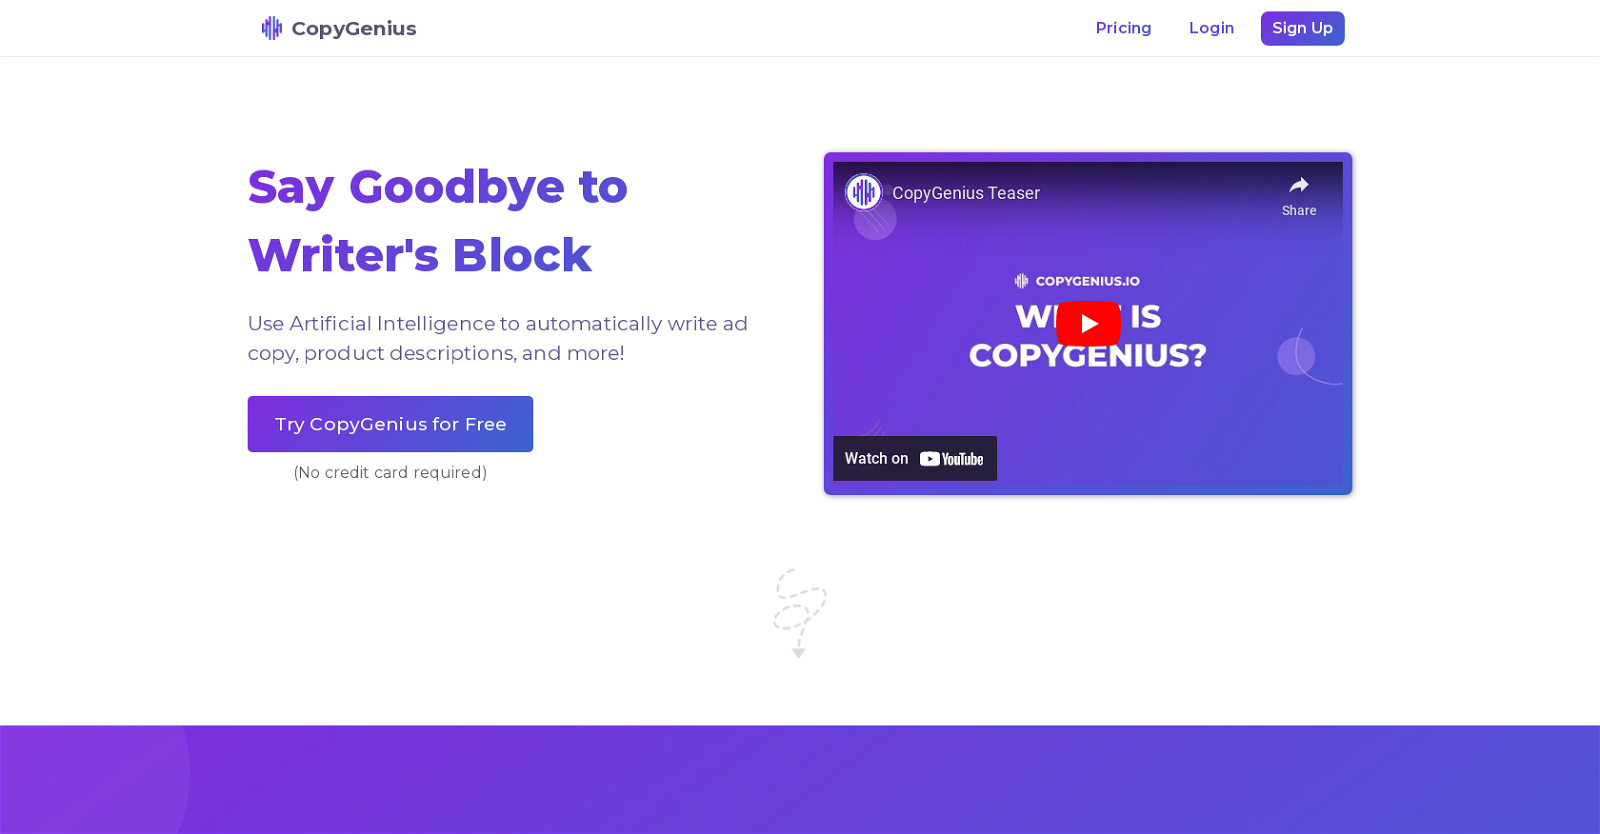 CopyGenius
Pricing
Login
Sign Up
Say Goodbye to
Writer's Block
Use Artificial Intelligence to automatically write ad
copy, product descriptions, and more!
Try CopyGenius for Free
(No credit card required)
CopyGenius Teaser
Share
COPYGENIUS.IO
IS
COPYGENIUS?
Watch on YouTube